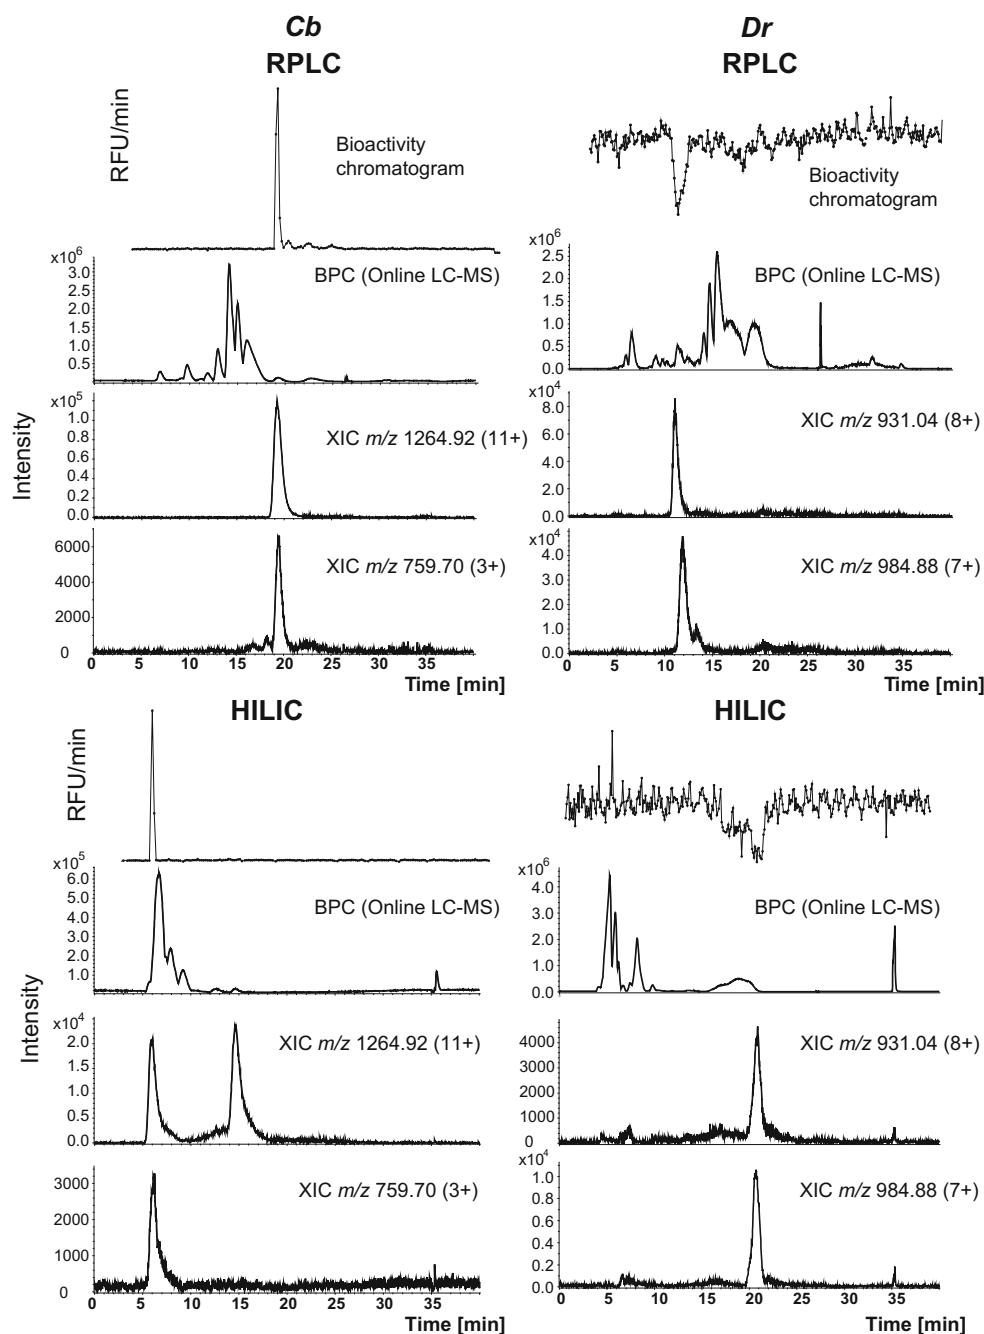 Cb
RPLC
RFU/min
Bioactivity
chromatogram
x10⁶
BPC (Online LC-MS)
3.0
2.5
2.0
1.5
1.0
0.5
Intensity
x10⁵
XIC m/z 1264.92 (11+)
1.0
0.8
0.6
0.4
0.2
0.0
XIC m/z 759.70 (3+)
6000
4000
2000
0
0 5 10 15 20 25 30 35
Time [min]
Dr
RPLC
Bioactivity
chromatogram
x10⁶
BPC (Online LC-MS)
2.5
2.0
1.5
1.0
0.5
0.0
x10⁴
XIC m/z 931.04 (8+)
8.0
6.0
4.0
2.0
0.0
x10⁴
XIC m/z 984.88 (7+)
5.0
4.0
3.0
2.0
1.0
0.0
0 5 10 15 20 25 30 35
Time [min]
HILIC
RFU/min
x10⁵
6.0
BPC (Online LC-MS)
5.0
4.0
3.0
2.0
1.0
Intensity
x10⁴
XIC m/z 1264.92 (11+)
2.0
1.5
1.0
0.5
0.0
XIC m/z 759.70 (3+)
3000
2000
1000
0
0 5 10 15 20 25 30 35
Time [min]
HILIC
x10⁶
BPC (Online LC-MS)
4.0
3.0
2.0
1.0
0.0
XIC m/z 931.04 (8+)
4000
3000
2000
1000
0
x10⁴
XIC m/z 984.88 (7+)
1.0
0.8
0.6
0.4
0.2
0.0
0 5 10 15 20 25 30 35
Time [min]